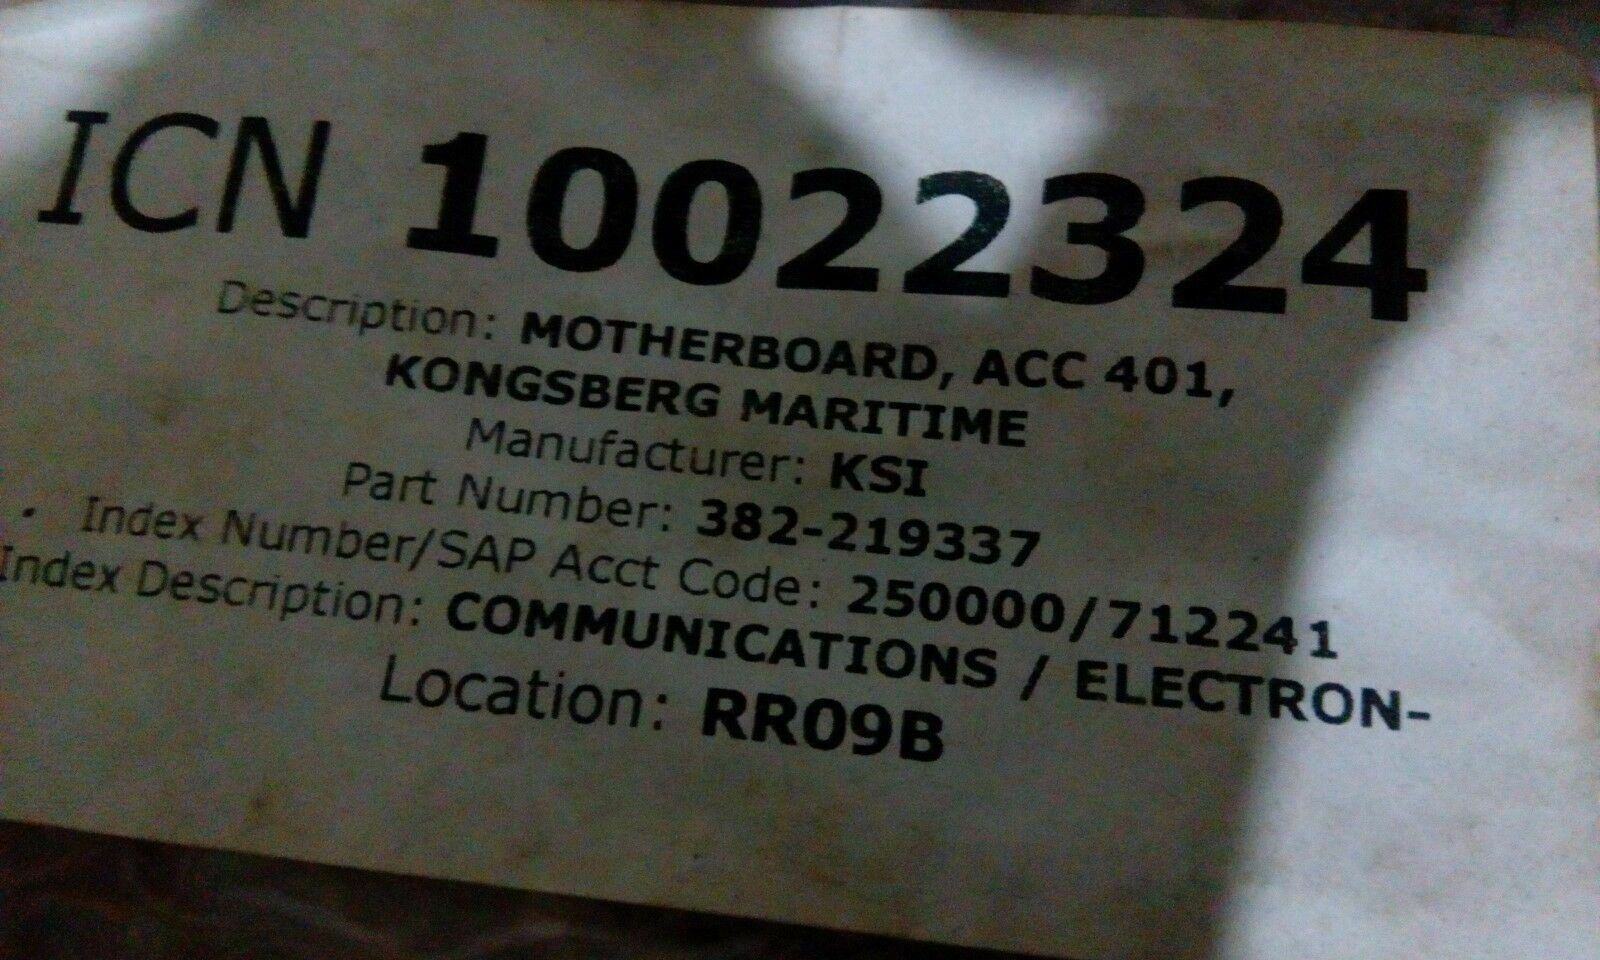 ICN 10022324
Description: MOTHERBOARD, ACC 401,
KONGSBERG MARITIME
Manufacturer: KSI
Part Number: 382-219337
Index Number/SAP Acct Code: 250000/712241
Index Description: COMMUNICATIONS / ELECTRON-
Location: RR09B